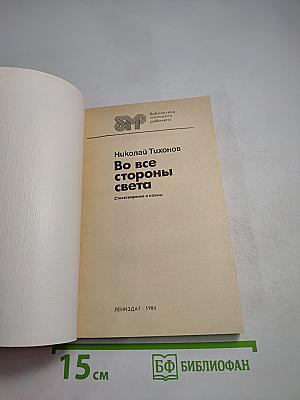 БМР
библиотека
молодого
рабочего
Николай Тихонов
Во все
стороны
света
Стихотворения и поэмы
ЛЕНИЗДАТ · 1984
15 см
БФ БИБЛИОФАН